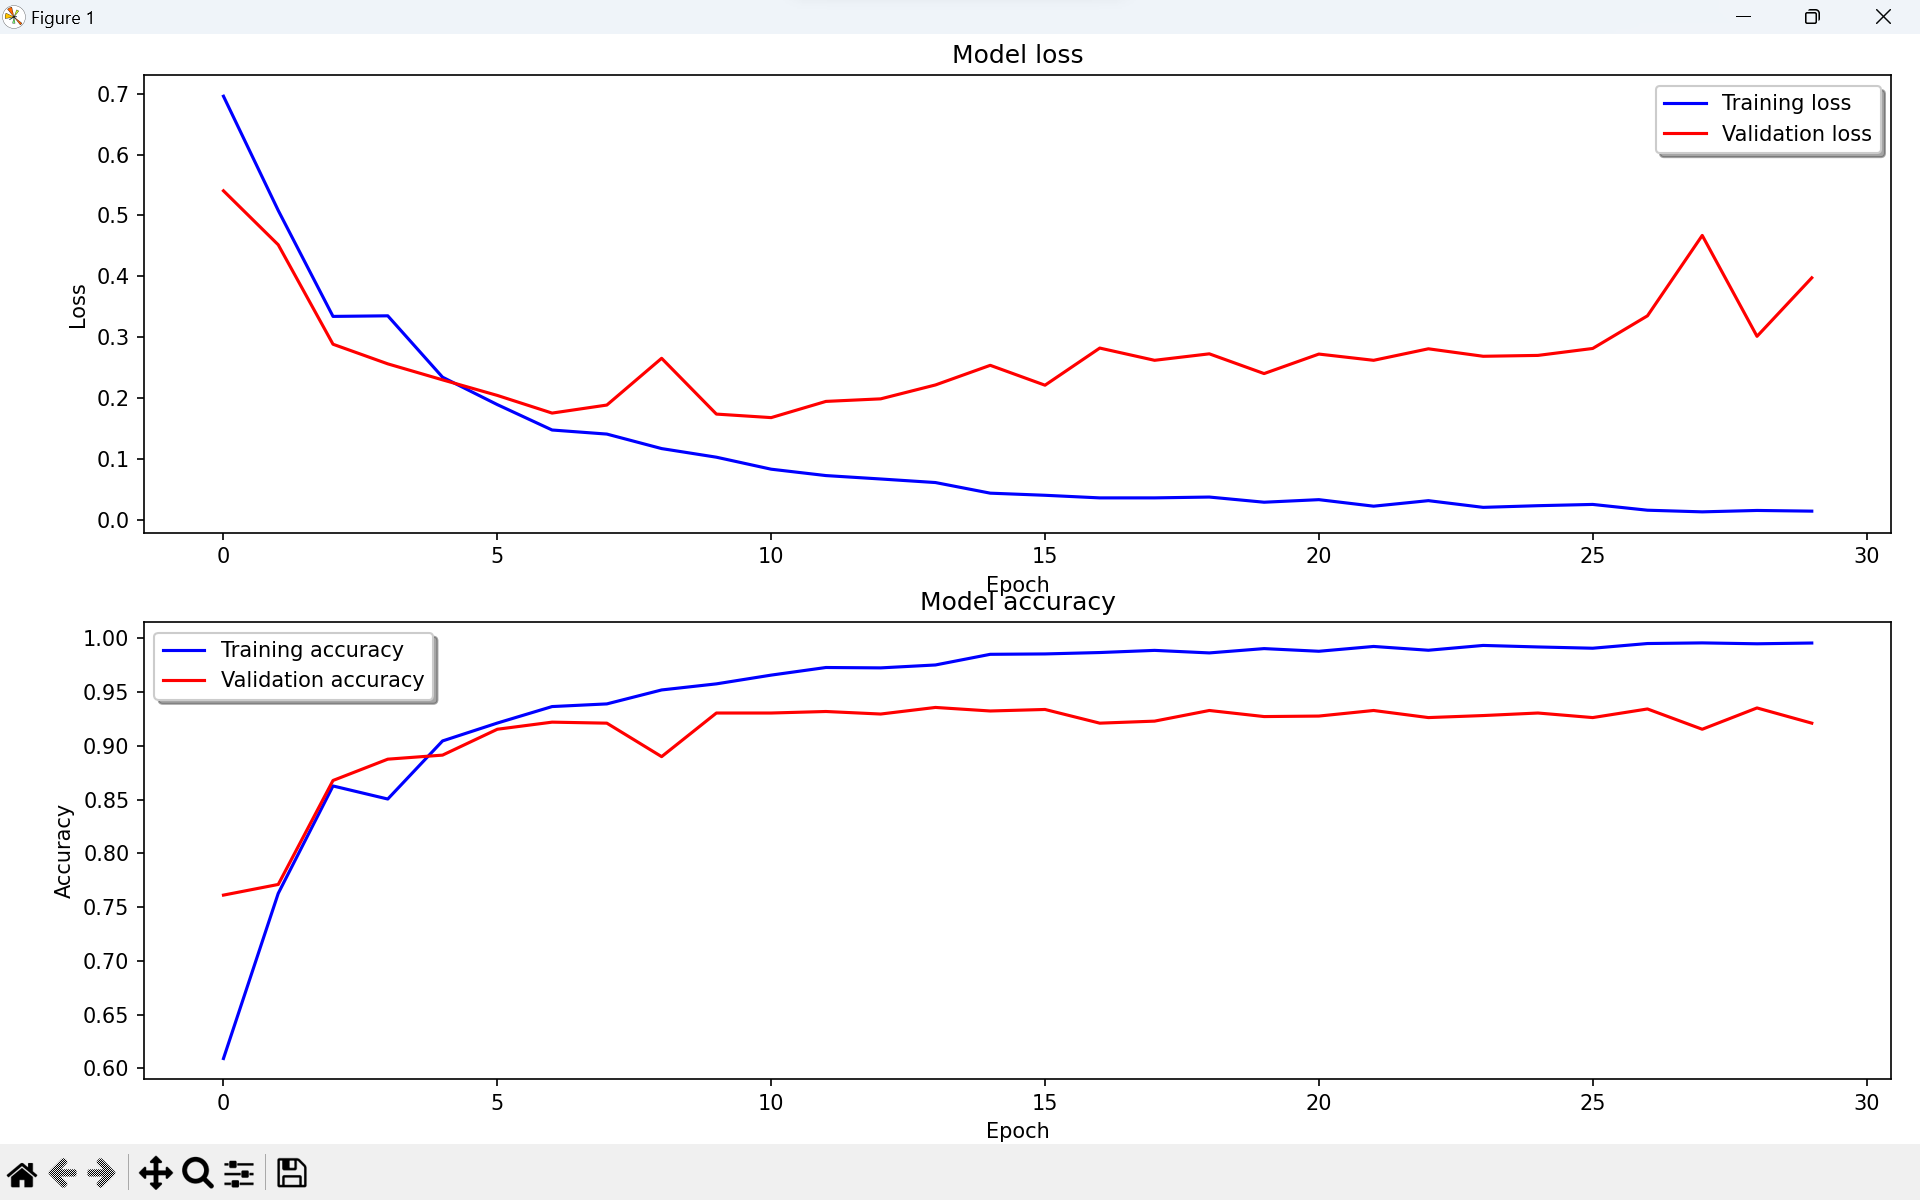 Figure 1
Model loss
Training loss
Validation loss
0.7
0.6
0.5
0.4
0.3
0.2
0.1
0.0
Loss
0 5 10 15 20 25 30
Epoch
Model accuracy
Training accuracy
Validation accuracy
1.00
0.95
0.90
0.85
0.80
0.75
0.70
0.65
0.60
Accuracy
0 5 10 15 20 25 30
Epoch